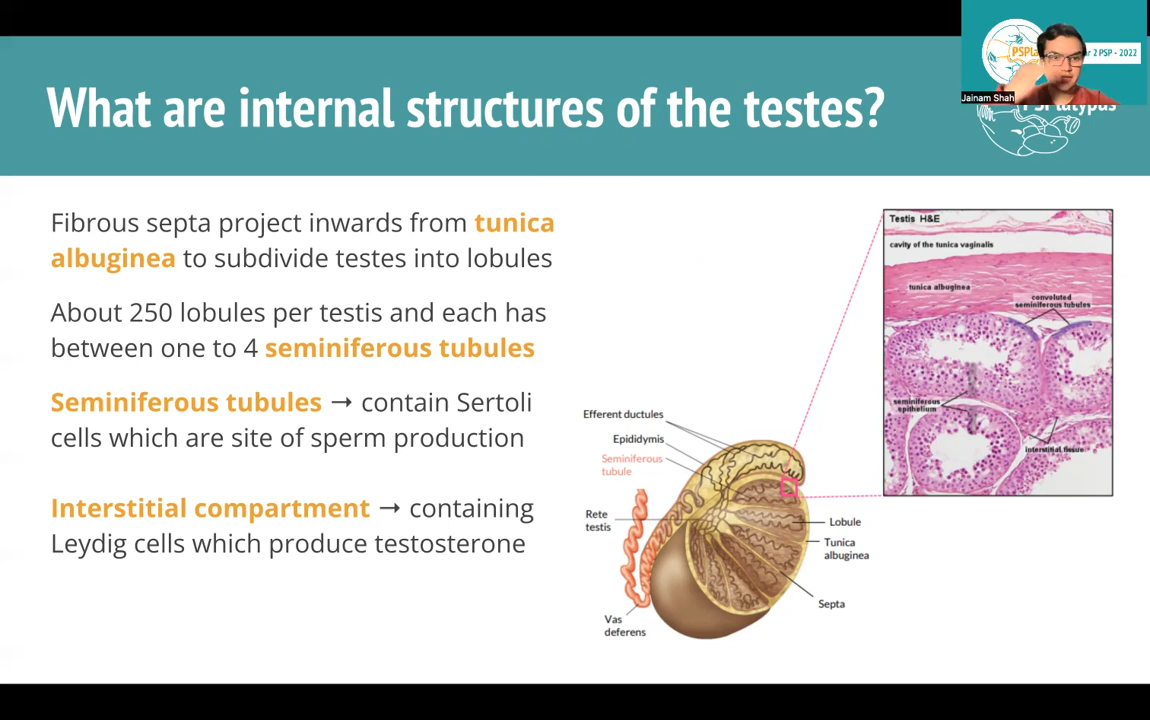 What are internal structures of the testes?
r 2 PSP - 2022
Jainam Shah
Fibrous septa project inwards from tunica
albuginea to subdivide testes into lobules
About 250 lobules per testis and each has
between one to 4 seminiferous tubules
Seminiferous tubules → contain Sertoli
cells which are site of sperm production
Interstitial compartment → containing
Leydig cells which produce testosterone
Efferent ductules
Epididymis
Seminiferous
tubule
Rete
testis
Vas
deferens
Lobule
Tunica
albuginea
Septa
Testis H&E
cavity of the tunica vaginalis
tunica albuginea
convoluted
seminiferous tubules
seminiferous
epithelium
interstitial tissue